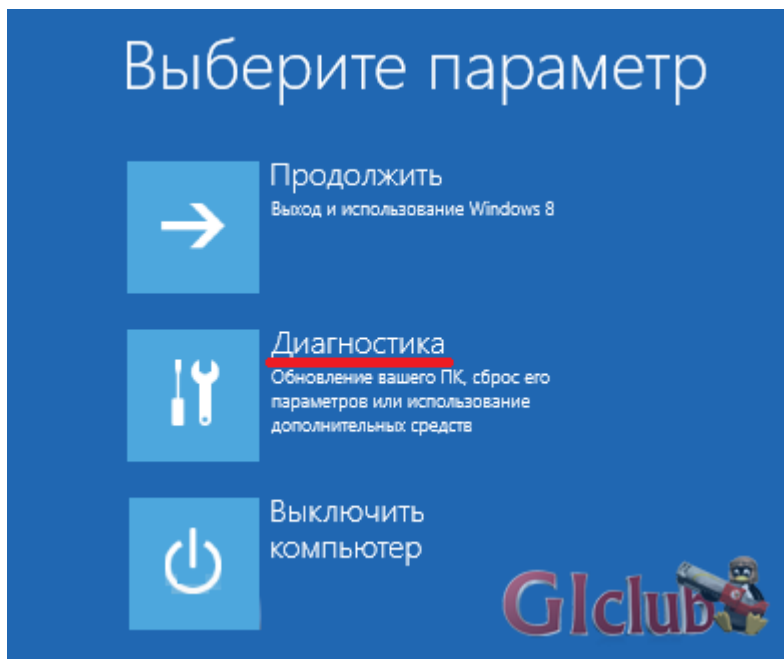 Выберите параметр
Продолжить
Выход и использование Windows 8
Диагностика
Обновление вашего ПК, сброс его
параметров или использование
дополнительных средств
Выключить
компьютер
GIclub